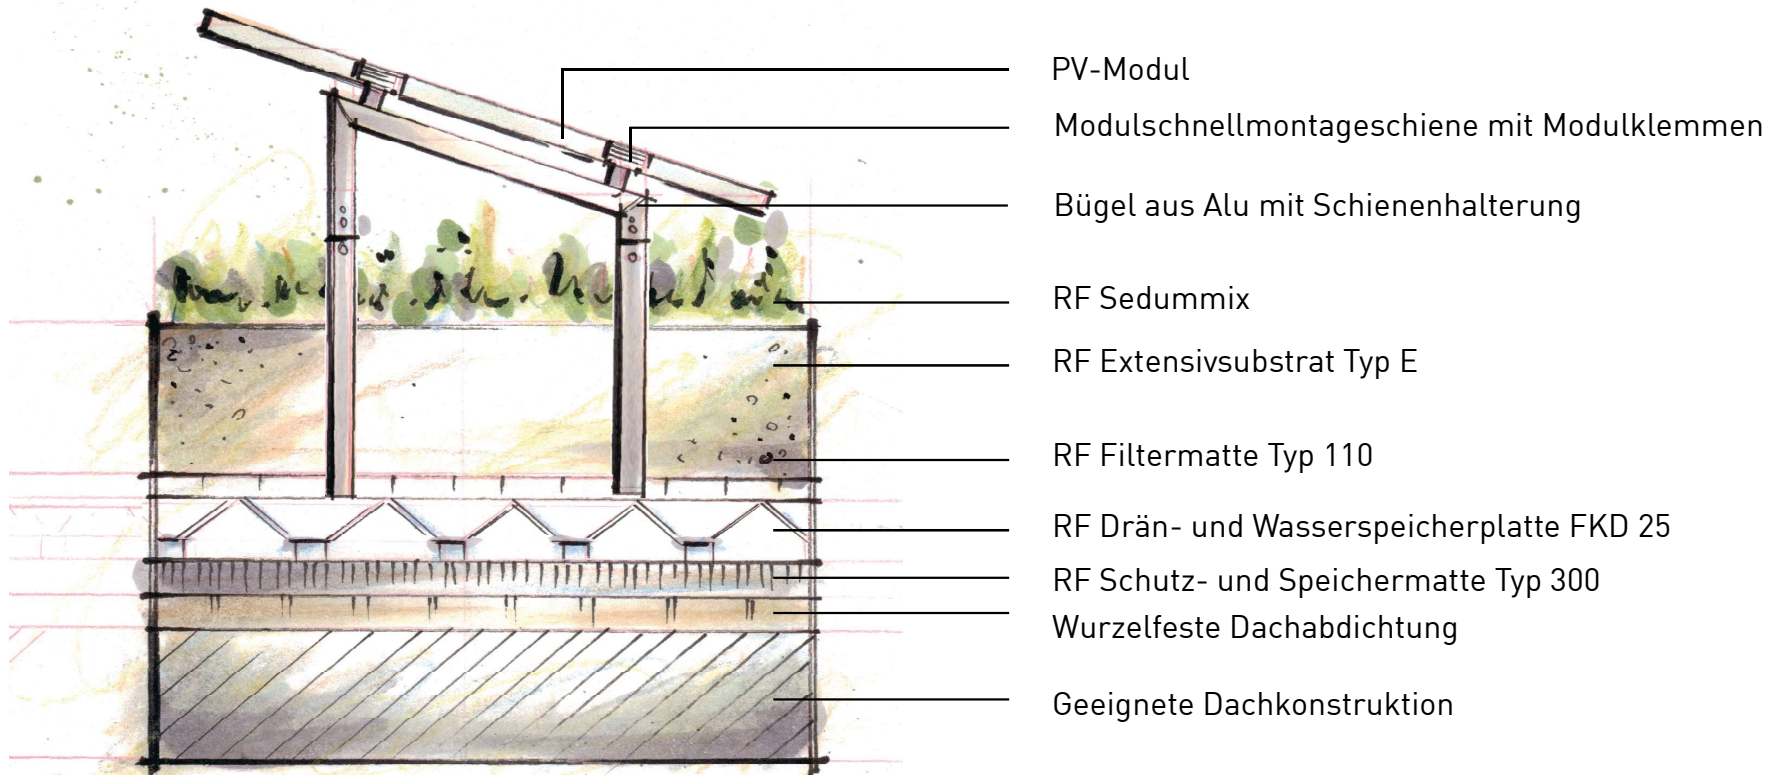 PV-Modul
Modulschnellmontageschiene mit Modulklemmen
Bügel aus Alu mit Schienenhalterung
RF Sedummix
RF Extensivsubstrat Typ E
RF Filtermatte Typ 110
RF Drän- und Wasserspeicherplatte FKD 25
RF Schutz- und Speichermatte Typ 300
Wurzelfeste Dachabdichtung
Geeignete Dachkonstruktion